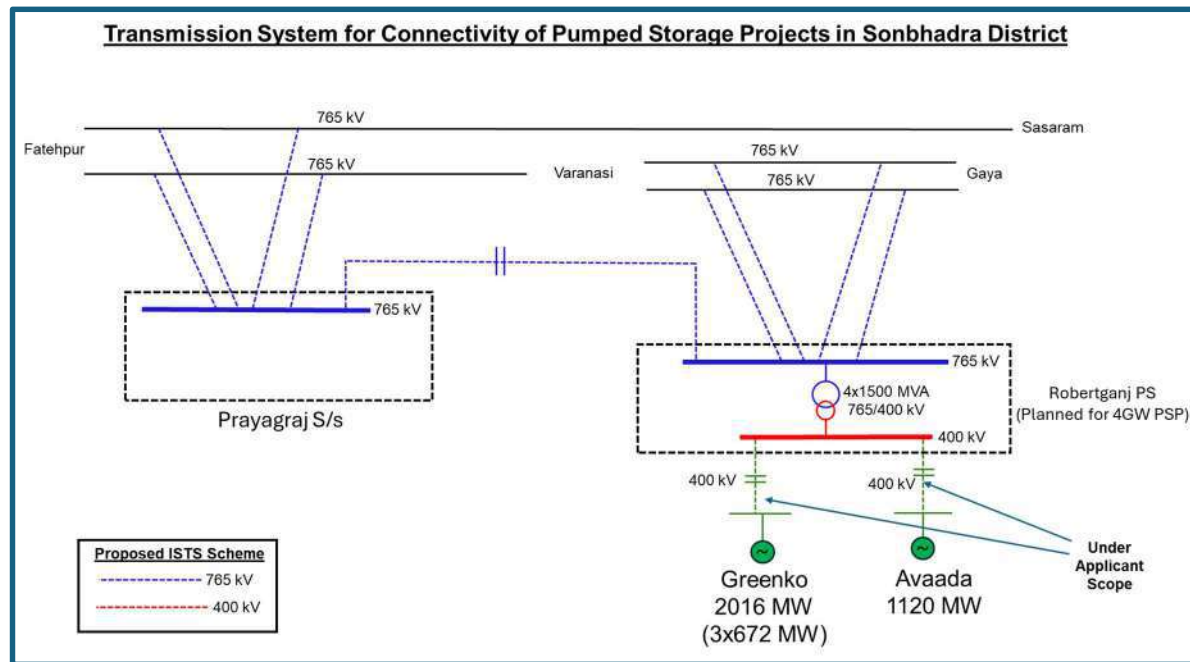 Transmission System for Connectivity of Pumped Storage Projects in Sonbhadra District
765 kV
Sasaram
Fatehpur
765 kV
Varanasi
765 kV
765 kV
Gaya
765 kV
Prayagraj S/s
765 kV
4x1500 MVA
765/400 kV
400 kV
Robertganj PS
(Planned for 4GW PSP)
400 kV
400 kV
~
~
Greenko
2016 MW
(3x672 MW)
Avaada
1120 MW
Under
Applicant
Scope
Proposed ISTS Scheme
765 kV
400 kV